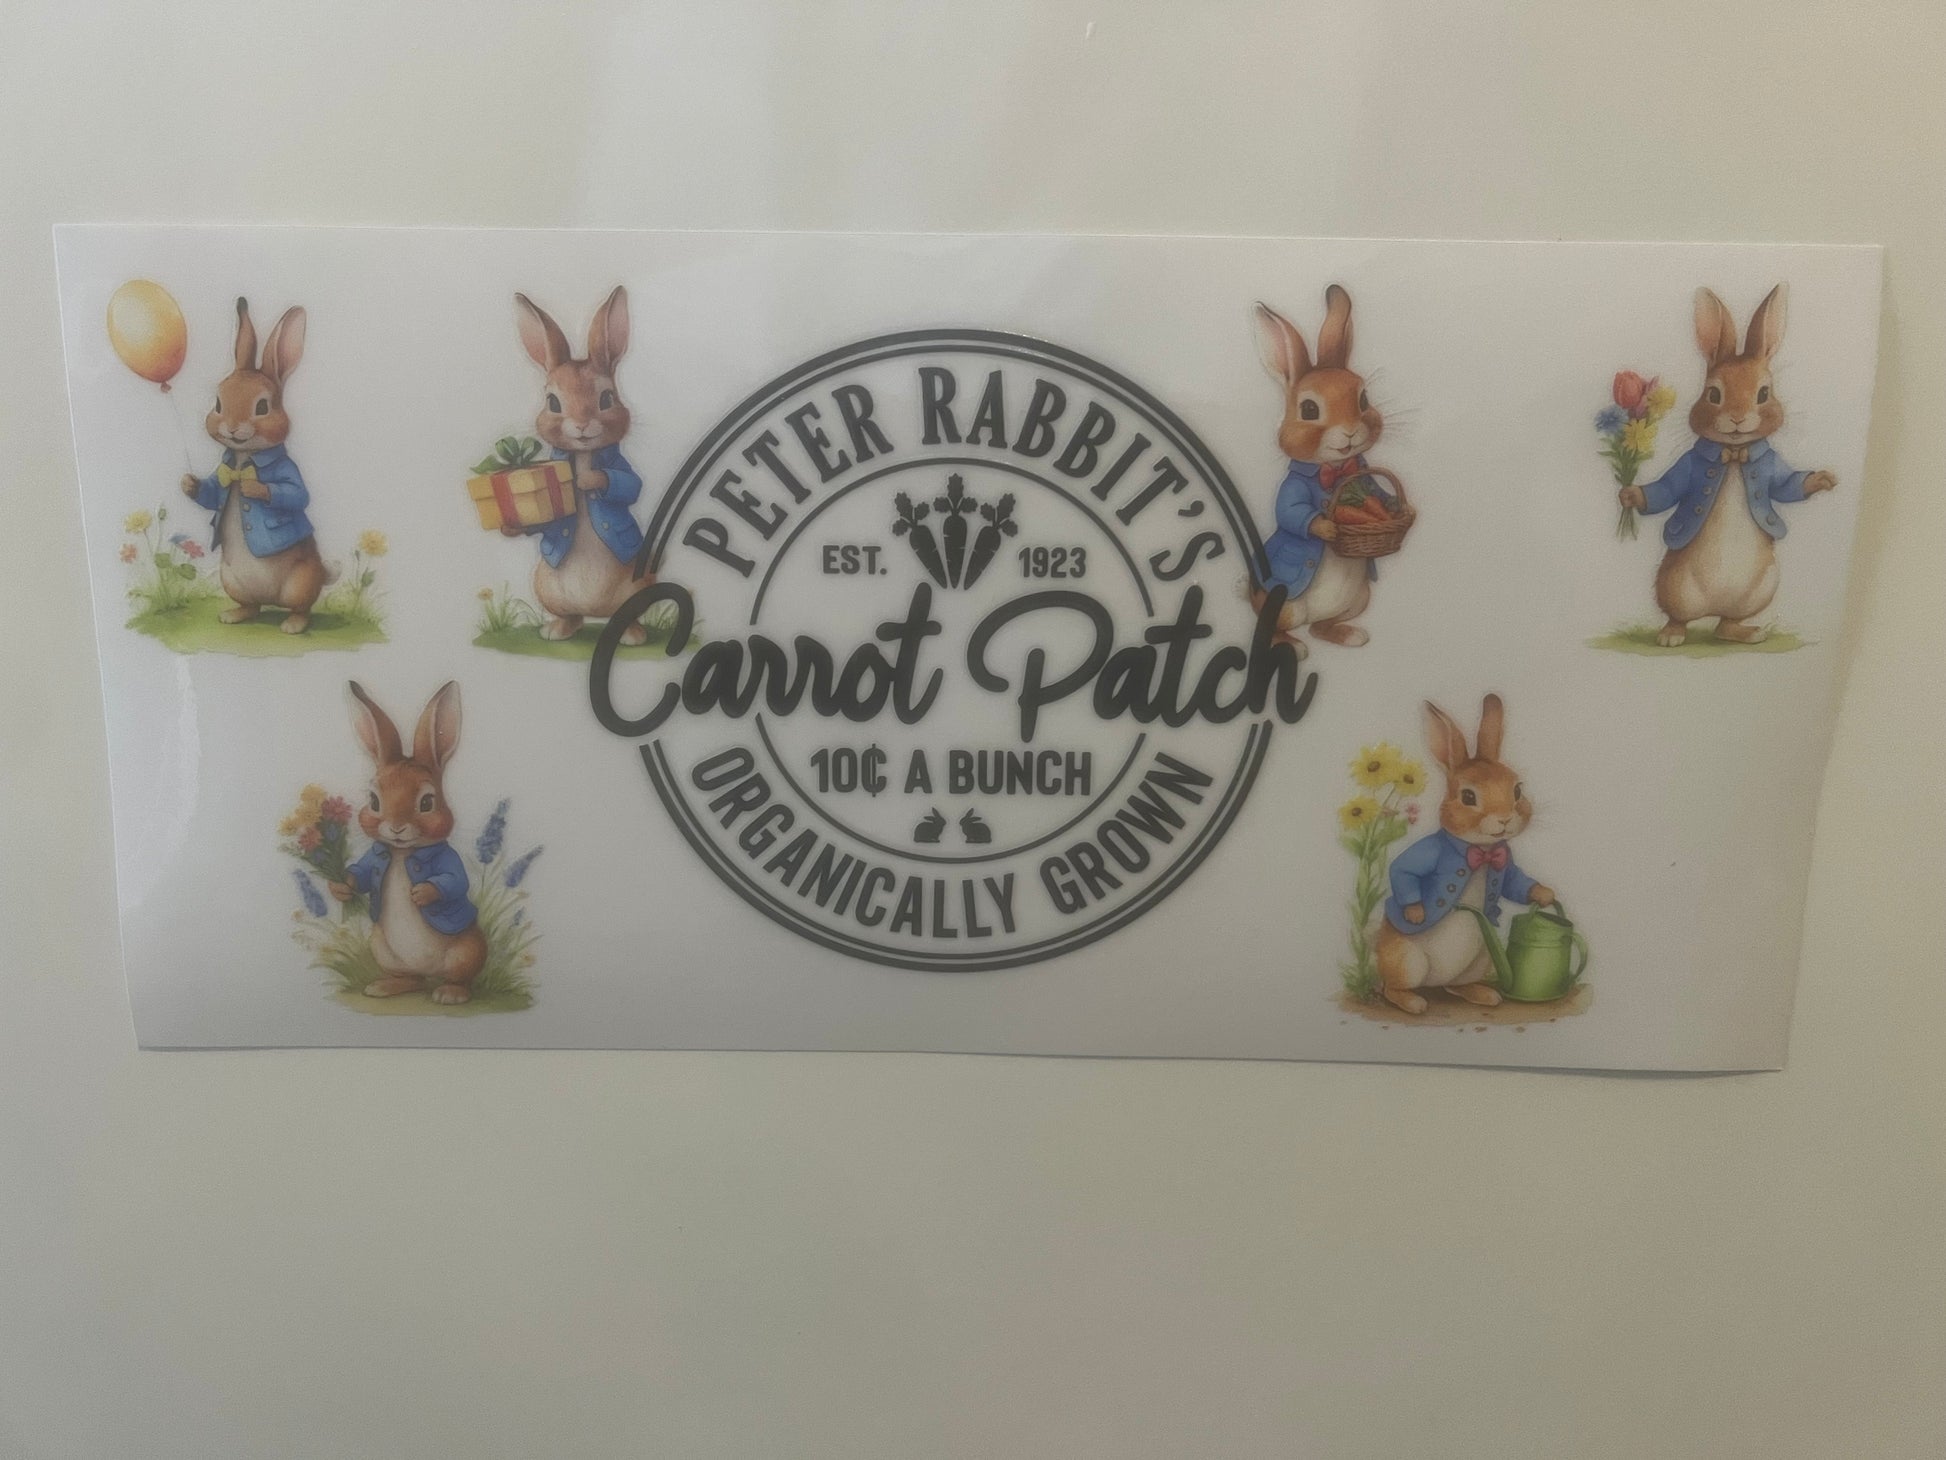 PETER RABBIT'S
EST. 1923
Carrot Patch
10¢ A BUNCH
ORGANICALLY GROWN